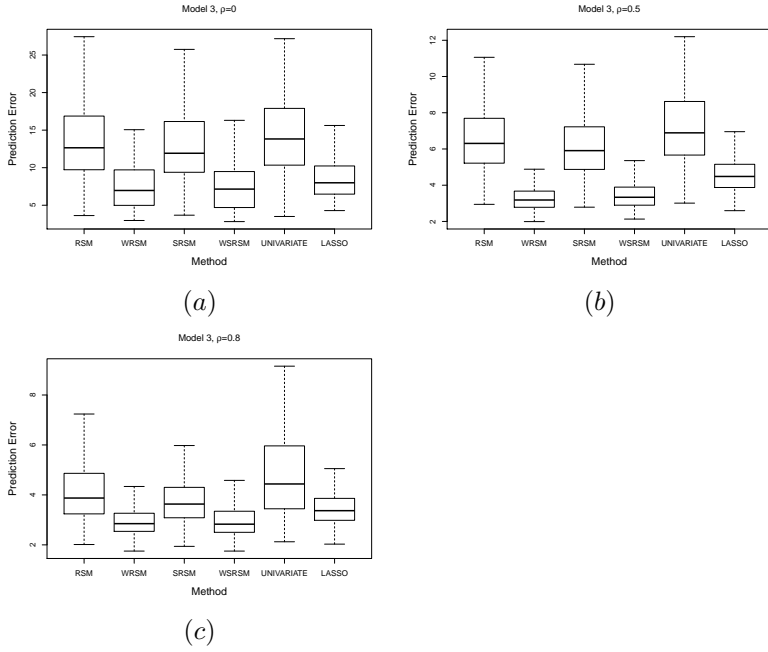 Model 3, ρ=0
Prediction Error
25
20
15
10
5
RSM WRSM SRSM WSRSM UNIVARIATE LASSO
Method
(a)
Model 3, ρ=0.5
Prediction Error
12
10
8
6
4
2
RSM WRSM SRSM WSRSM UNIVARIATE LASSO
Method
(b)
Model 3, ρ=0.8
Prediction Error
8
6
4
2
RSM WRSM SRSM WSRSM UNIVARIATE LASSO
Method
(c)